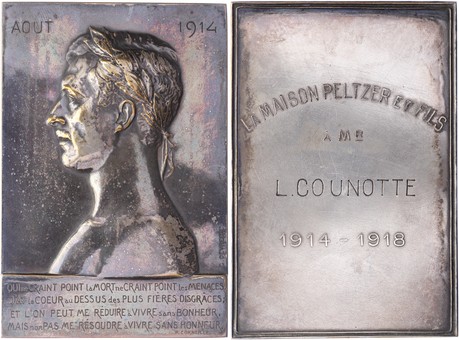 AOUT 1914
QUI NE CRAINT POINT LA MORT NE CRAINT POINT LES MENACES
J'AI LE COEUR AU DESSUS DES PLUS FIERES DISGRACES;
ET L'ON PEUT ME REDUIRE À VIVRE SANS BONHEUR,
MAIS NON PAS ME RÉSOUDRE À VIVRE SANS HONNEUR.
LA MAISON PELTZER ET FILS
A MR
L. COUNOTTE
1914 - 1918